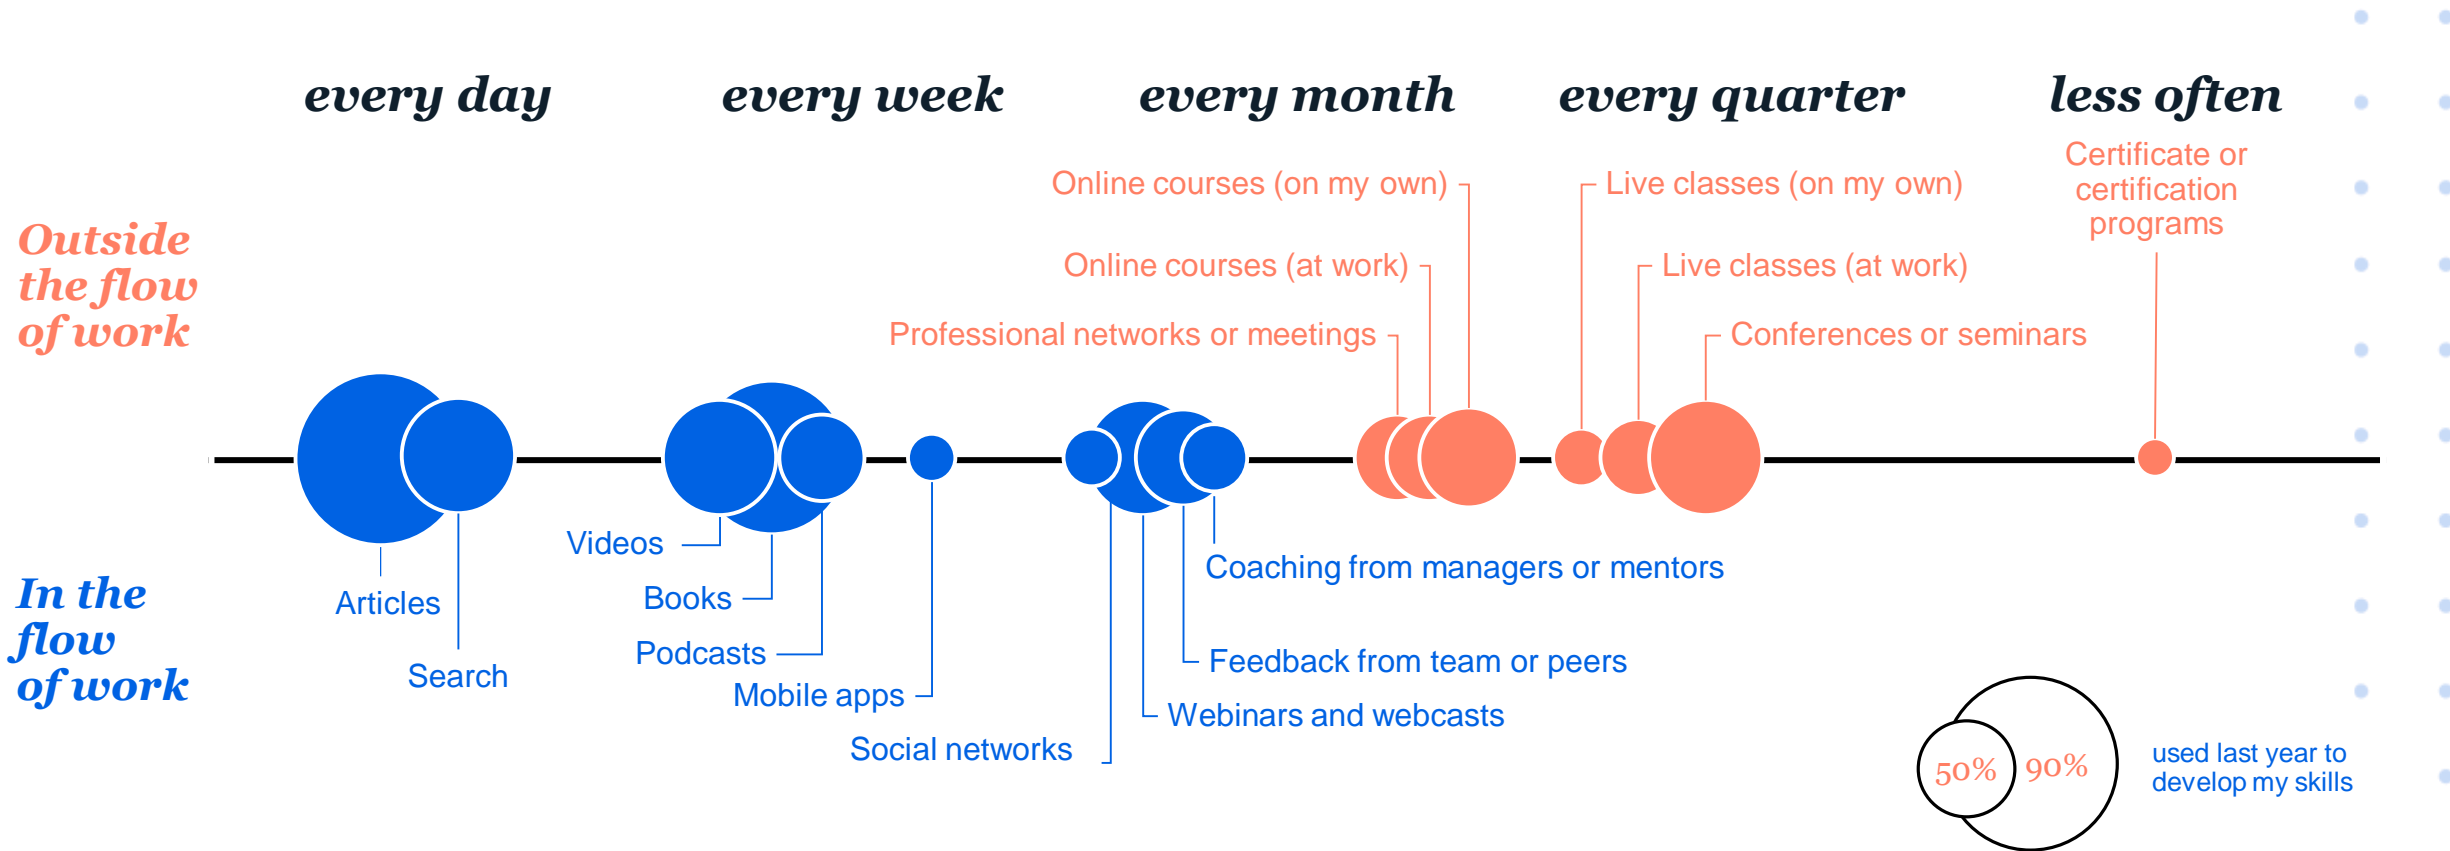 every day
every week
every month
every quarter
less often
Certificate or
certification
programs
Online courses (on my own)
Live classes (on my own)
Outside
the flow
of work
Online courses (at work)
Live classes (at work)
Professional networks or meetings
Conferences or seminars
Videos
Coaching from managers or mentors
In the
flow
of work
Articles
Books
Podcasts
Feedback from team or peers
Search
Mobile apps
Webinars and webcasts
Social networks
50%
90%
used last year to
develop my skills